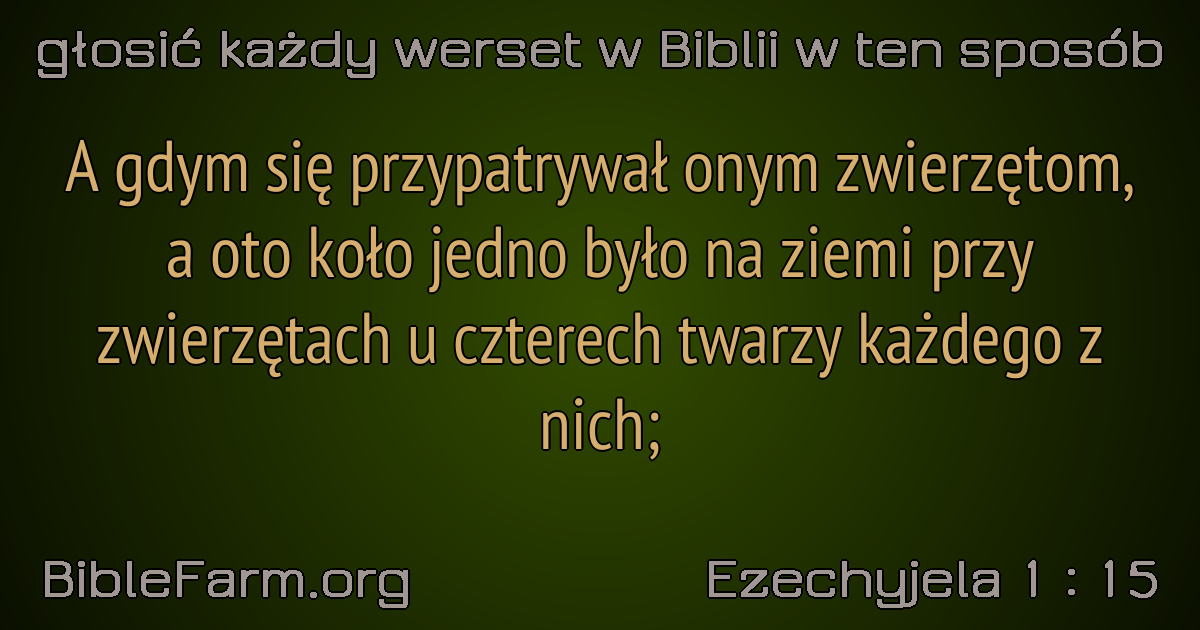 głosić każdy werset w Biblii w ten sposób
A gdym się przypatrywał onym zwierzętom,
a oto koło jedno było na ziemi przy
zwierzętach u czterech twarzy każdego z
nich;
BibleFarm.org
Ezechyjela 1 : 15